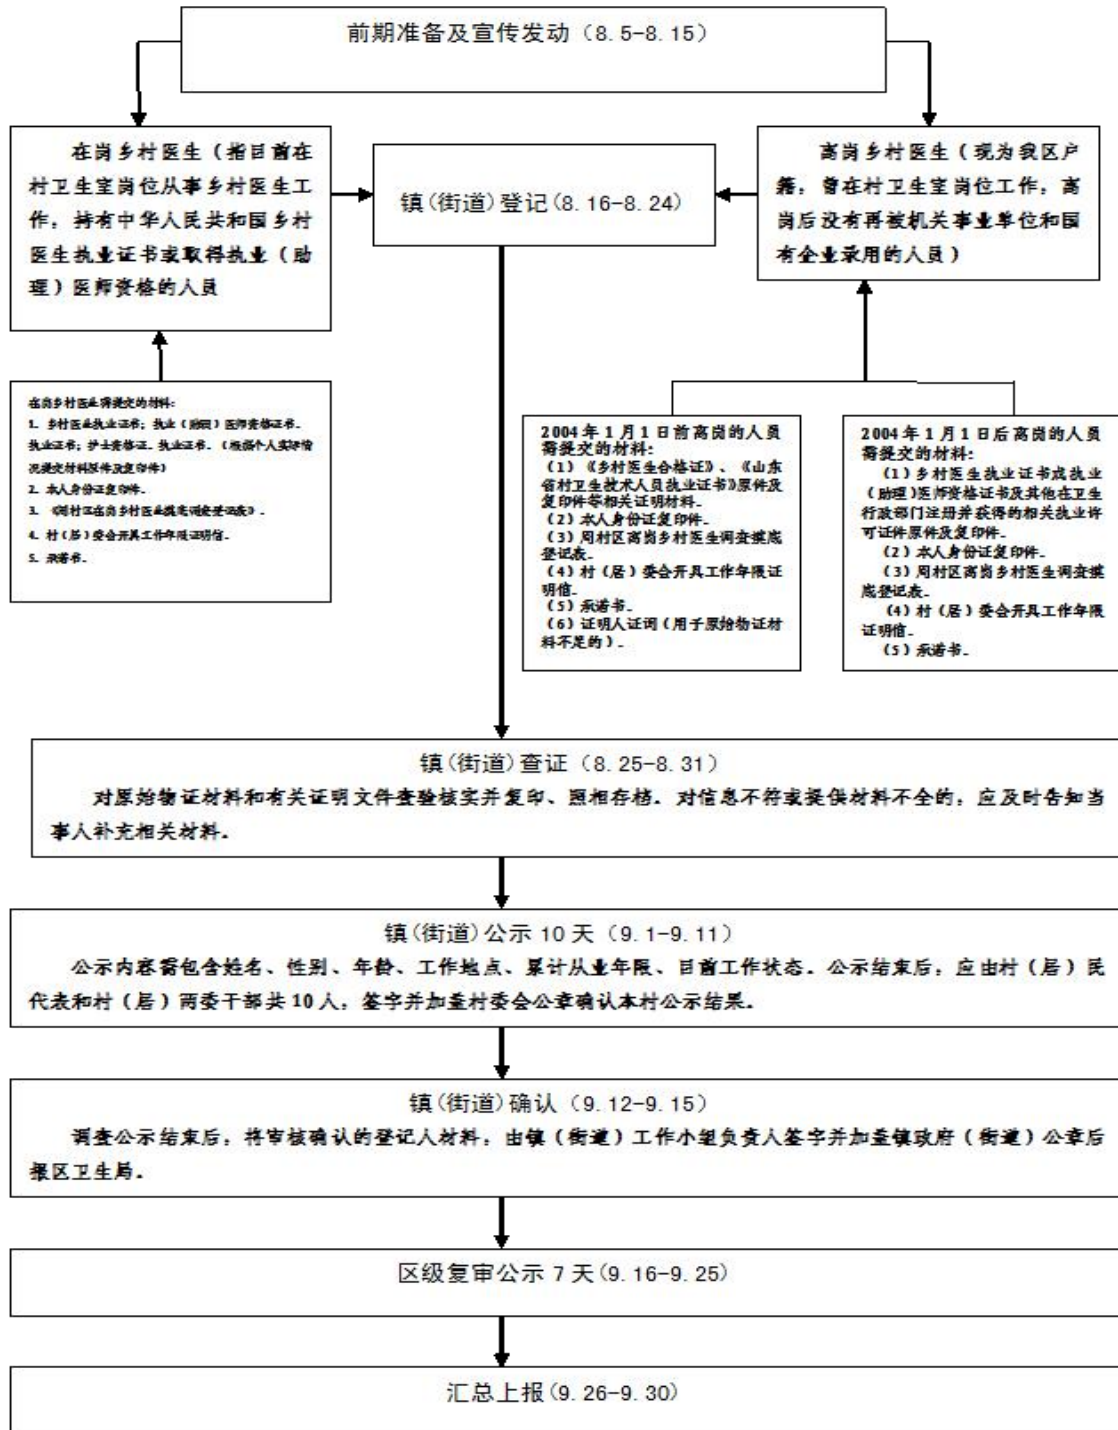 前期准备及宣传发动（8.5-8.15）
在岗乡村医生（指目前在
村卫生室岗位从事乡村医生工
作，持有中华人民共和国乡村
医生执业证书或取得执业（助
理）医师资格的人员
镇(街道)登记(8.16-8.24)
离岗乡村医生（现为我区户
籍，曾在村卫生室岗位工作，离
岗后没有再被机关事业单位和国
有企业录用的人员）
在岗乡村医生需提交的材料：
1. 乡村医生执业证书；执业（助理）医师资格证书、
执业证书；护士资格证、执业证书。（根据个人实际情
况提交材料原件及复印件）
2. 本人身份证复印件。
3. 《周村区在岗乡村医生摸底调查登记表》。
4. 村（居）委会开具工作年限证明信。
5. 承诺书。
2004年1月1日前离岗的人员
需提交的材料：
（1）《乡村医生合格证》、《山东
省村卫生技术人员执业证书》原件及
复印件等相关证明材料。
（2）本人身份证复印件。
（3）周村区离岗乡村医生调查摸底
登记表。
（4）村（居）委会开具工作年限证
明信。
（5）承诺书。
（6）证明人证词（用于原始物证材
料不足的）。
2004年1月1日后离岗的人员
需提交的材料：
（1）乡村医生执业证书或执业
（助理）医师资格证书及其他在卫生
行政部门注册并获得的相关执业许
可证件原件及复印件。
（2）本人身份证复印件。
（3）周村区离岗乡村医生调查摸
底登记表。
（4）村（居）委会开具工作年限
证明信。
（5）承诺书。
镇(街道)查证（8.25-8.31）
对原始物证材料和有关证明文件查验核实并复印、照相存档。对信息不符或提供材料不全的，应及时告知当
事人补充相关材料。
镇(街道)公示10天（9.1-9.11）
公示内容需包含姓名、性别、年龄、工作地点、累计从业年限、目前工作状态。公示结束后，应由村（居）民
代表和村（居）两委干部共10人，签字并加盖村委会公章确认本村公示结果。
镇(街道)确认（9.12-9.15）
调查公示结束后，将审核确认的登记人材料，由镇（街道）工作小组负责人签字并加盖镇政府（街道）公章后
报区卫生局。
区级复审公示7天(9.16-9.25)
汇总上报(9.26-9.30)